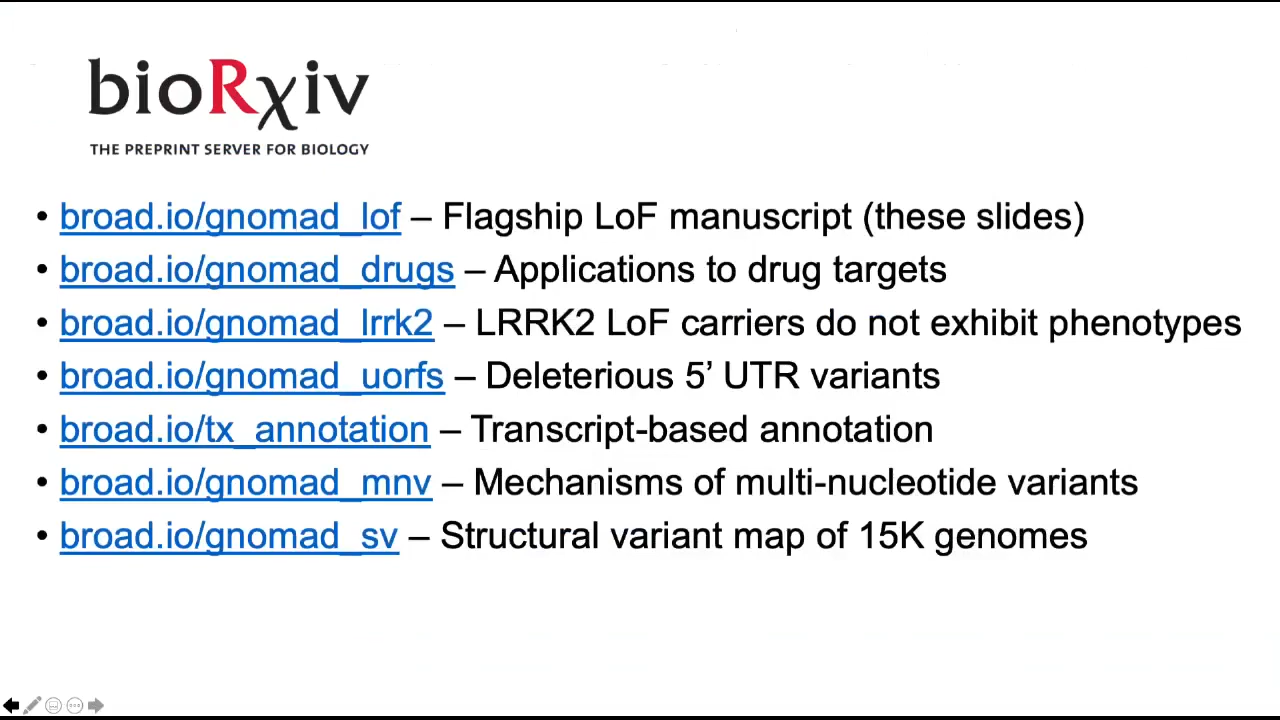 bioRχiv
THE PREPRINT SERVER FOR BIOLOGY
• broad.io/gnomad_lof – Flagship LoF manuscript (these slides)
• broad.io/gnomad_drugs – Applications to drug targets
• broad.io/gnomad_lrrk2 – LRRK2 LoF carriers do not exhibit phenotypes
• broad.io/gnomad_uorfs – Deleterious 5’ UTR variants
• broad.io/tx_annotation – Transcript-based annotation
• broad.io/gnomad_mnv – Mechanisms of multi-nucleotide variants
• broad.io/gnomad_sv – Structural variant map of 15K genomes